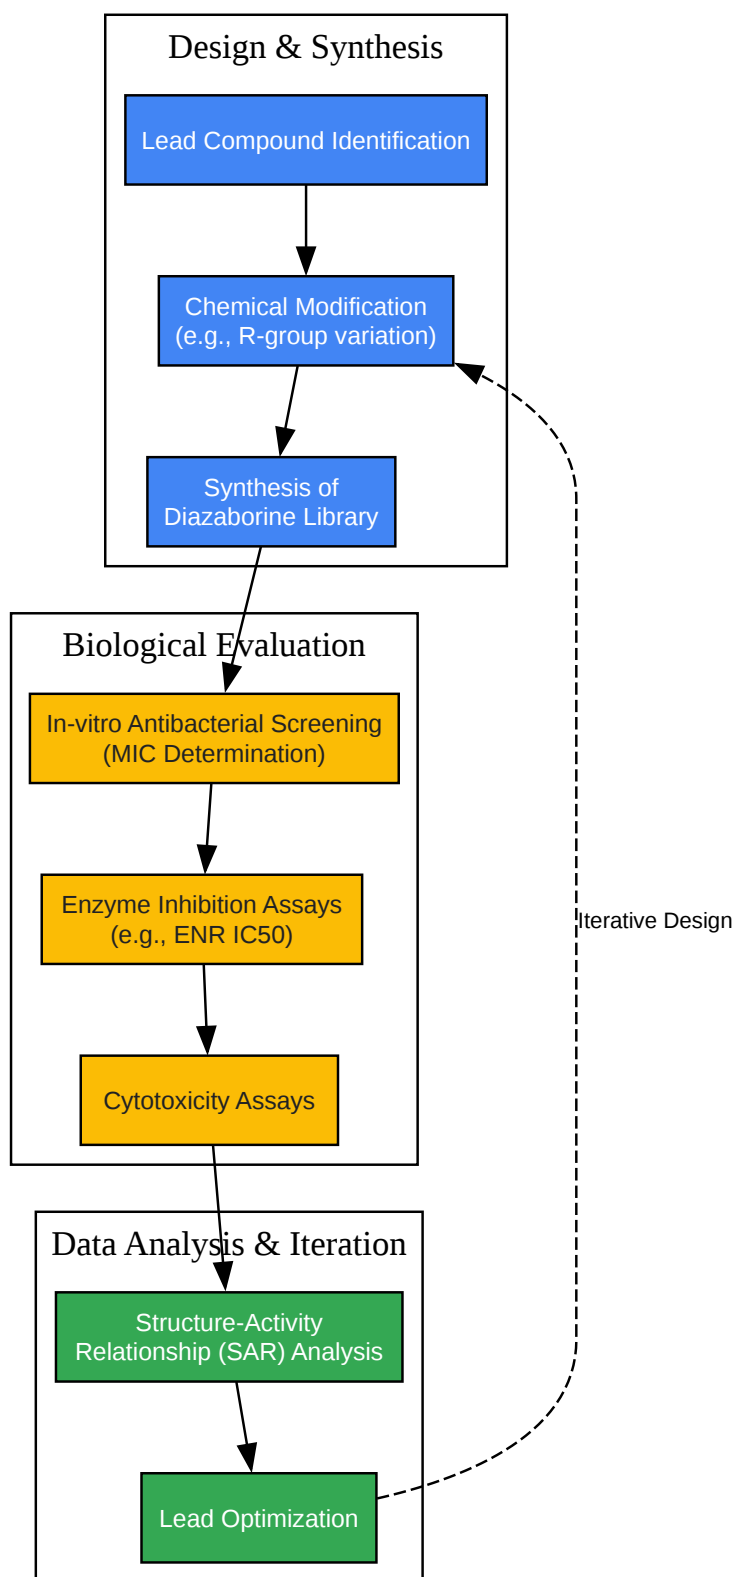 Design & Synthesis
Lead Compound Identification
Chemical Modification
(e.g., R-group variation)
Synthesis of
Diazaborine Library
Biological Evaluation
In-vitro Antibacterial Screening
(MIC Determination)
Enzyme Inhibition Assays
(e.g., ENR IC50)
Iterative Design
Cytotoxicity Assays
Data Analysis & Iteration
Structure-Activity
Relationship (SAR) Analysis
Lead Optimization